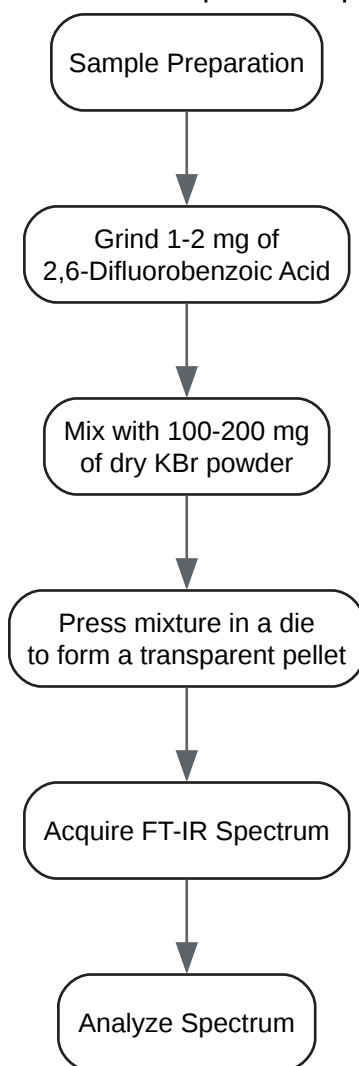 Sample Preparation
Grind 1-2 mg of
2,6-Difluorobenzoic Acid
Mix with 100-200 mg
of dry KBr powder
Press mixture in a die
to form a transparent pellet
Acquire FT-IR Spectrum
Analyze Spectrum